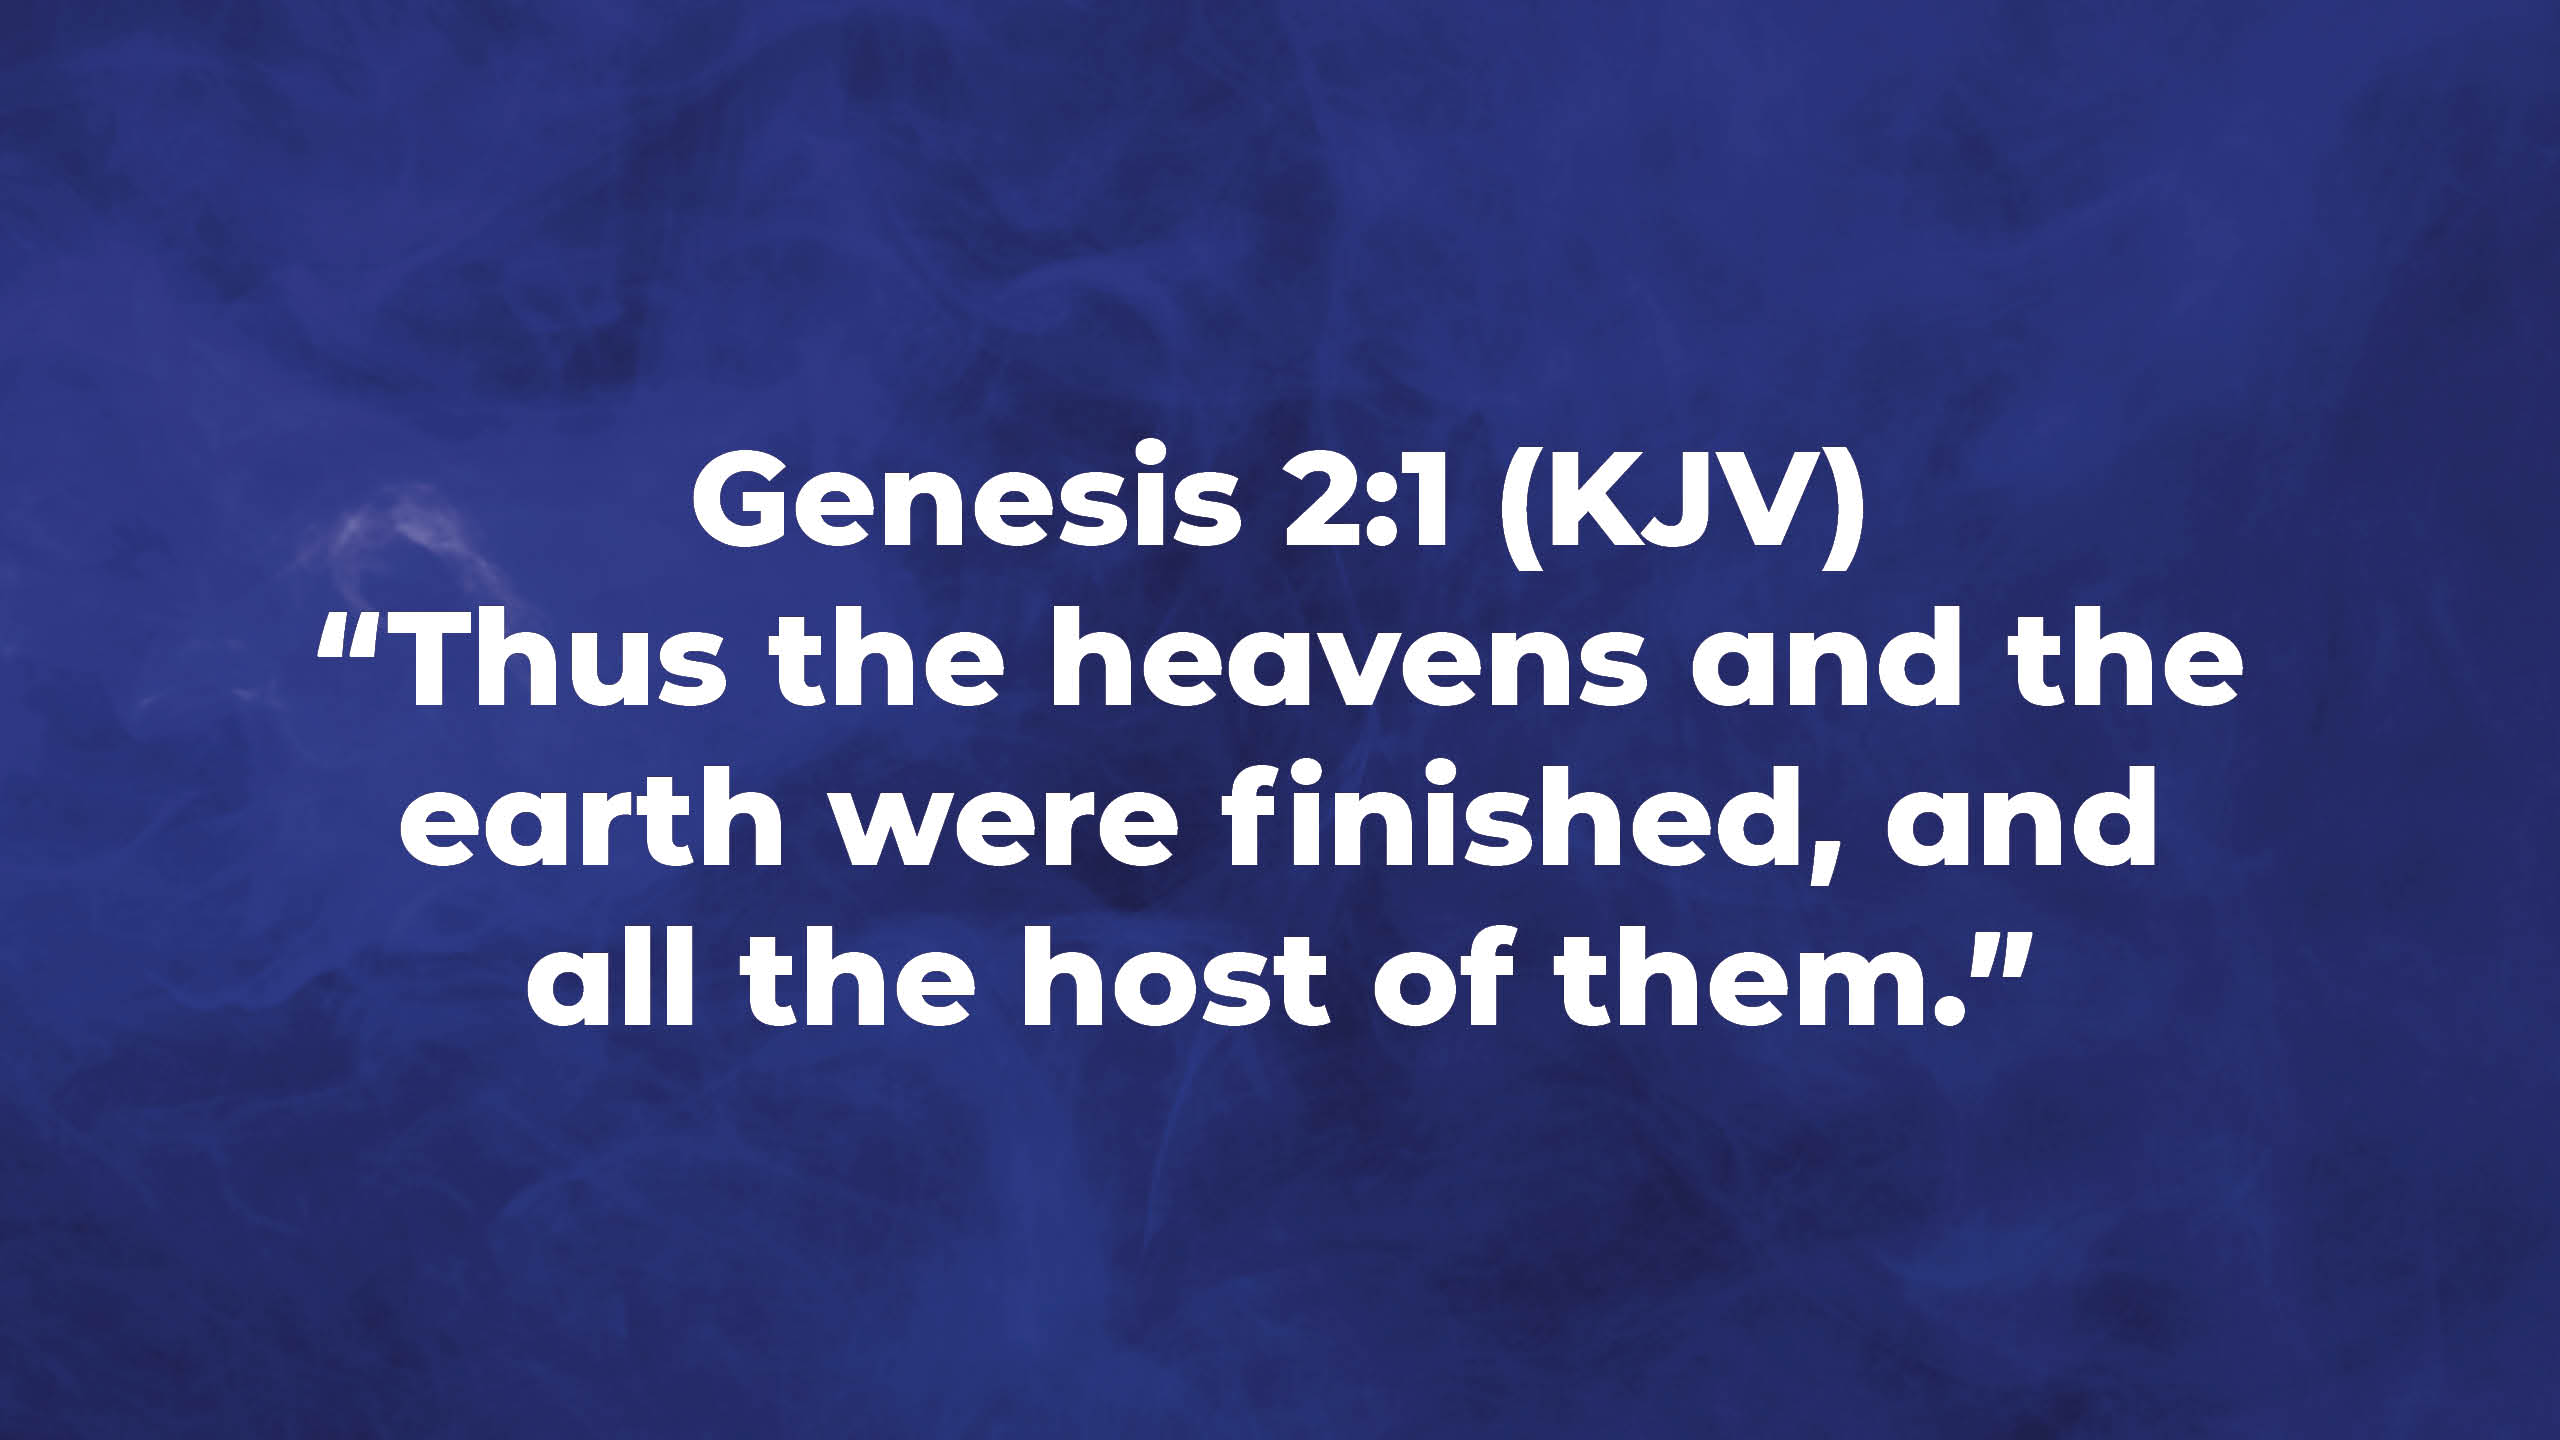 Genesis 2:1 (KJV)
“Thus the heavens and the
earth were finished, and
all the host of them.”